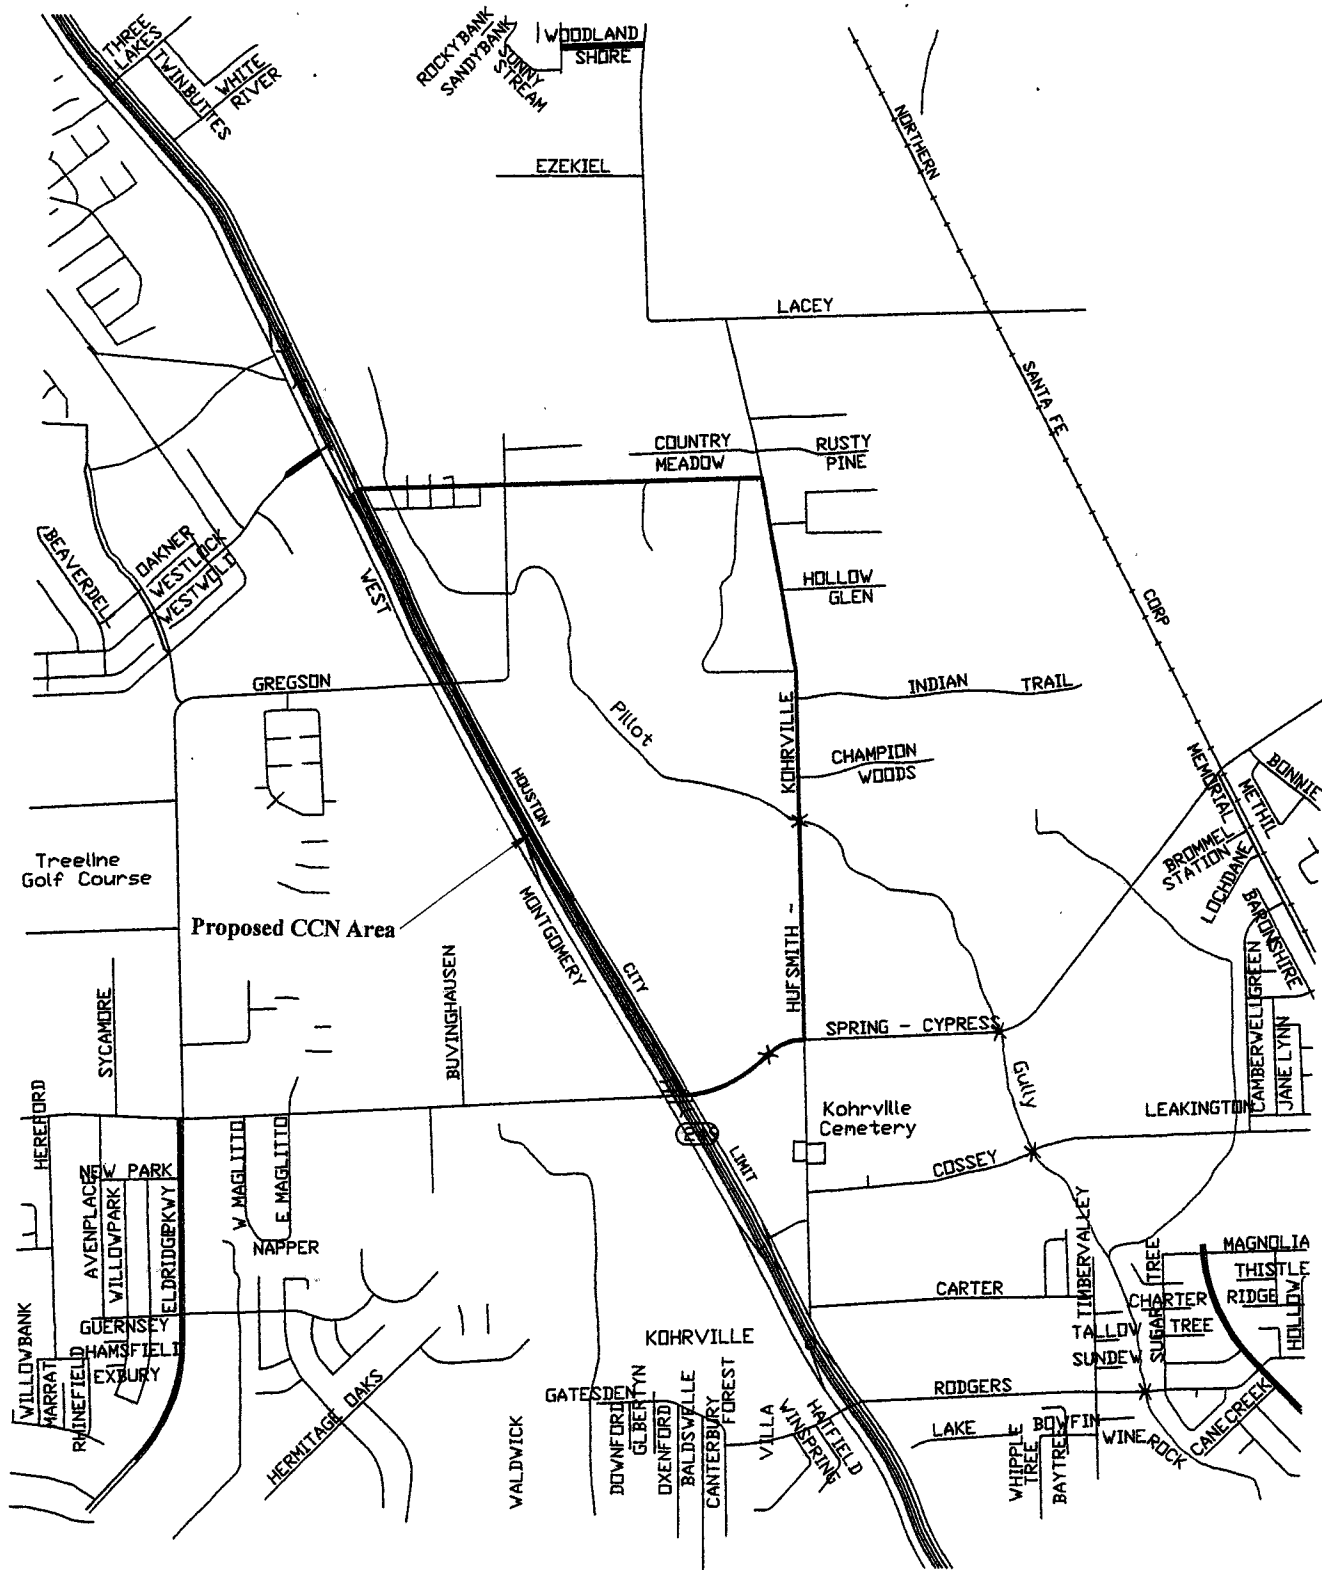 THREE
LAKES
TWINBUTTES
WHITE
RIVER
ROCKYBANK
SANDYBANK
SUNNY
STREAM
WOODLAND
SHORE
NORTHERN
EZEKIEL
LACEY
SANTA FE
COUNTRY
MEADOW
RUSTY
PINE
BEAVERDELL
OAKNER
WESTLOCK
WESTWOLD
WEST
HOLLOW
GLEN
CORP
GREGSON
INDIAN TRAIL
Pillot
KOHRVILLE
CHAMPION
WOODS
HOUSTON
MEMORIAL
METHIL
BONNIE
BROMMEL
STATION
LOCHDANE
BARONSHIRE
Treeline
Golf Course
Proposed CCN Area
MONTGOMERY
CITY
HUFSMITH -
SYCAMORE
BUVINGHAUSEN
SPRING - CYPRESS
CAMBERWELLGREEN
JANE LYNN
Gully
LEAKINGTON
Kohrville
Cemetery
LIMIT
COSSEY
HEREFORD
NEW PARK
AVENPLACE
WILLOWPARK
ELDRIDGEPKWY
W MAGLITTO
E MAGLITTO
NAPPER
TIMBERVALLEY
SUGAR TREE
MAGNOLIA
THISTLE
RIDGE
HOLLOW
CARTER
CHARTER
TALLOW TREE
SUNDEW
GUERNSEY
HAMSFIELD
EXBURY
WILLOWBANK
MARRAT
RHINEFIELD
HERMITAGE OAKS
KOHRVILLE
WALDWICK
GATESDEN
DOWNFORD
GLBERTYN
OXENFORD
BALDSWELLE
CANTERBURY
FOREST
VILLA
WINSPRING
HATFIELD
RODGERS
LAKE
BOWFIN
WINEROCK
WHIPPLE
TREE
BAYTREE
CANECREEK